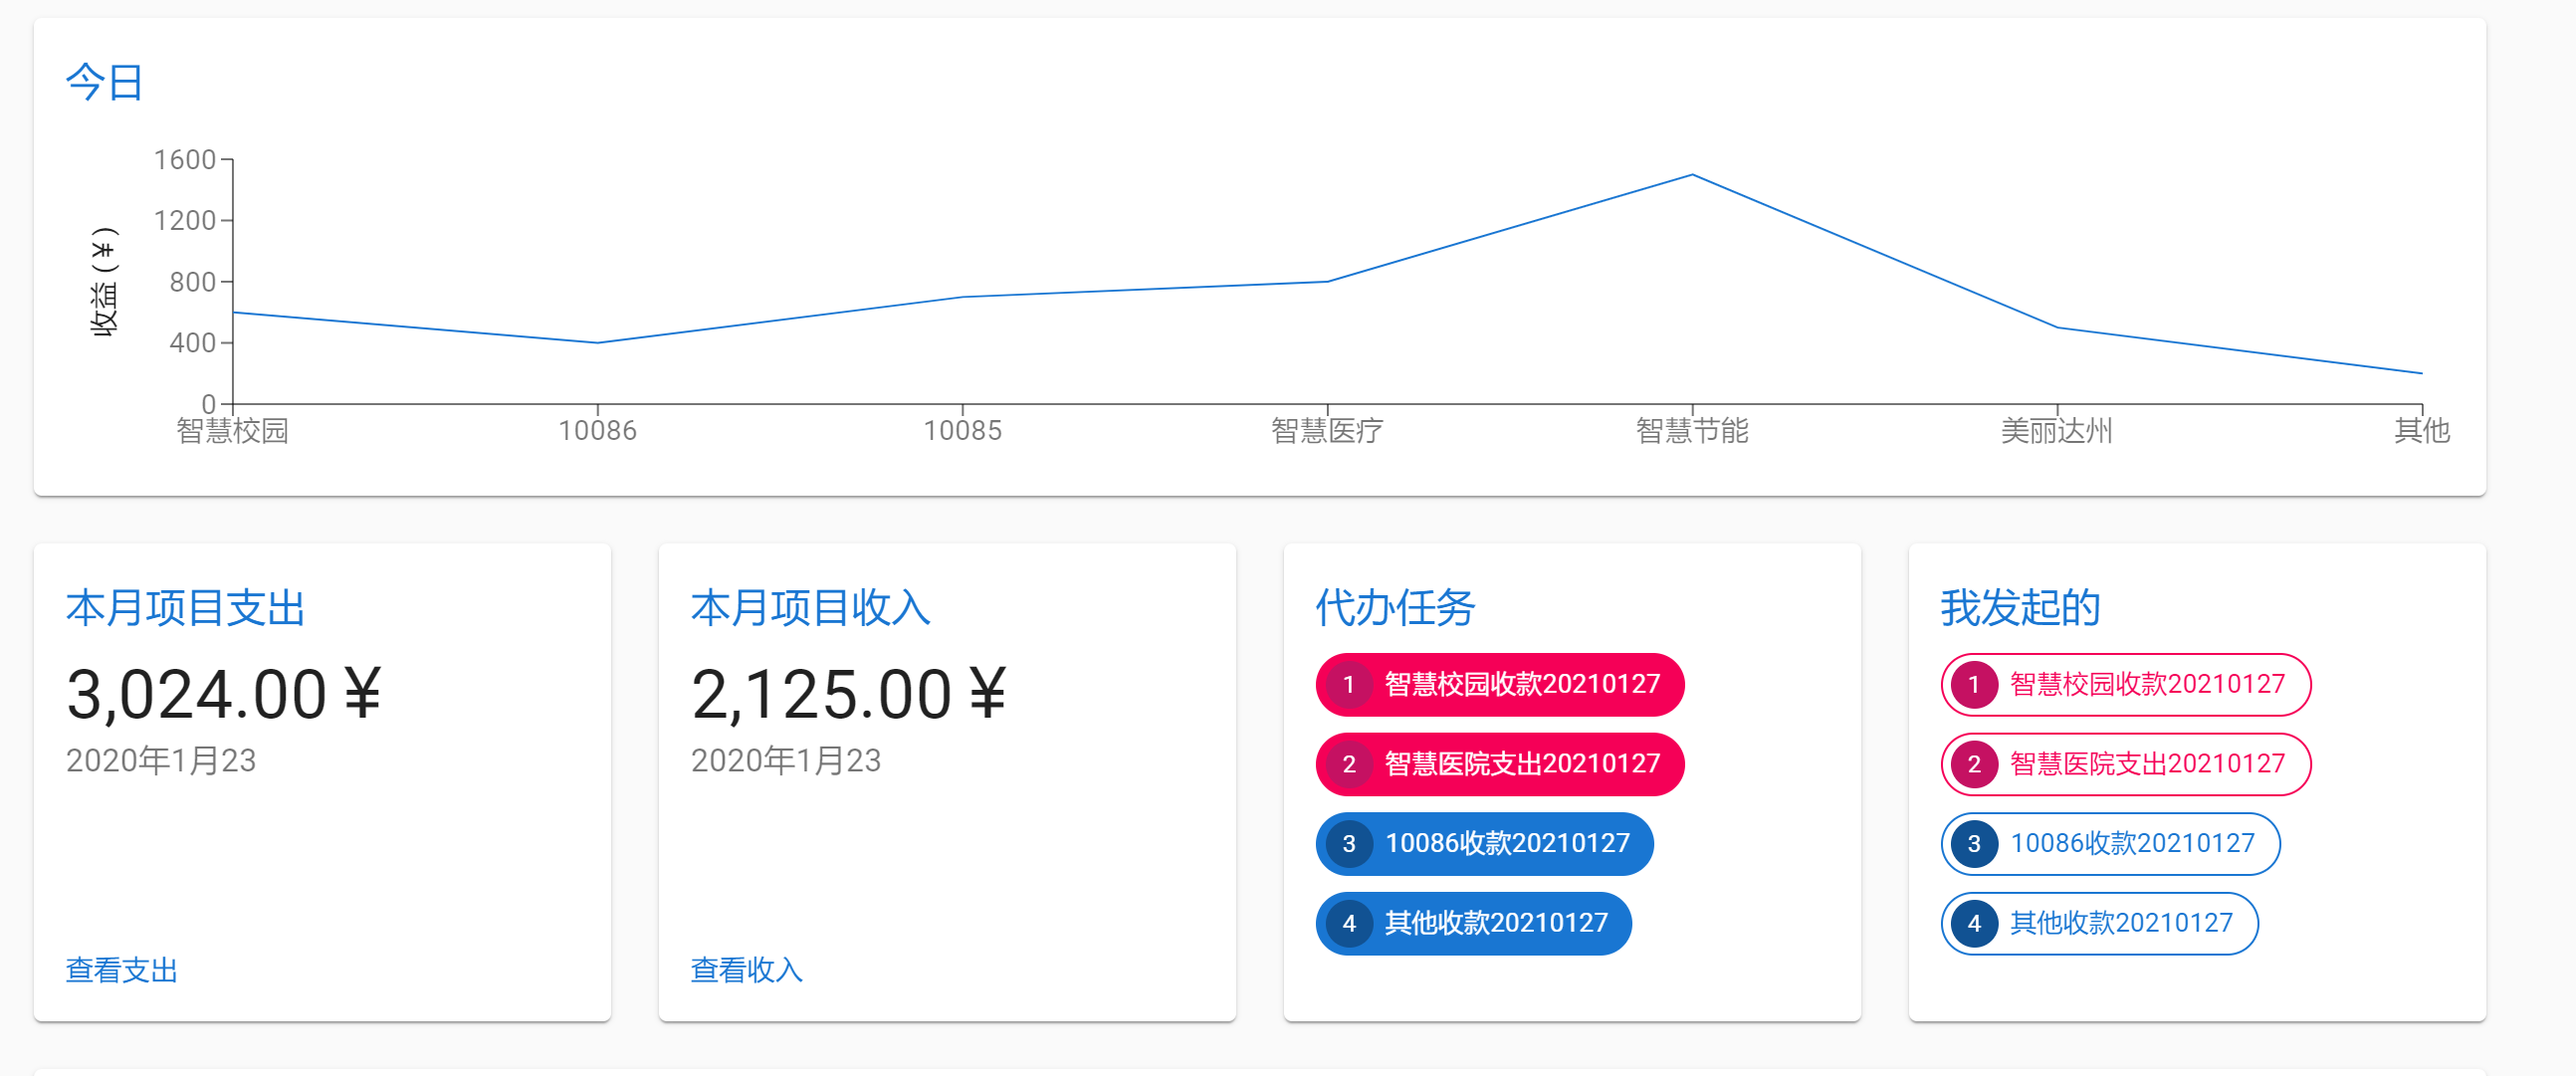 今日
1600
1200
800
400
0
收益 (¥)
智慧校园
10086
10085
智慧医疗
智慧节能
美丽达州
其他
本月项目支出
3,024.00 ¥
2020年1月23
查看支出
本月项目收入
2,125.00 ¥
2020年1月23
查看收入
代办任务
1 智慧校园收款20210127
2 智慧医院支出20210127
3 10086收款20210127
4 其他收款20210127
我发起的
1 智慧校园收款20210127
2 智慧医院支出20210127
3 10086收款20210127
4 其他收款20210127